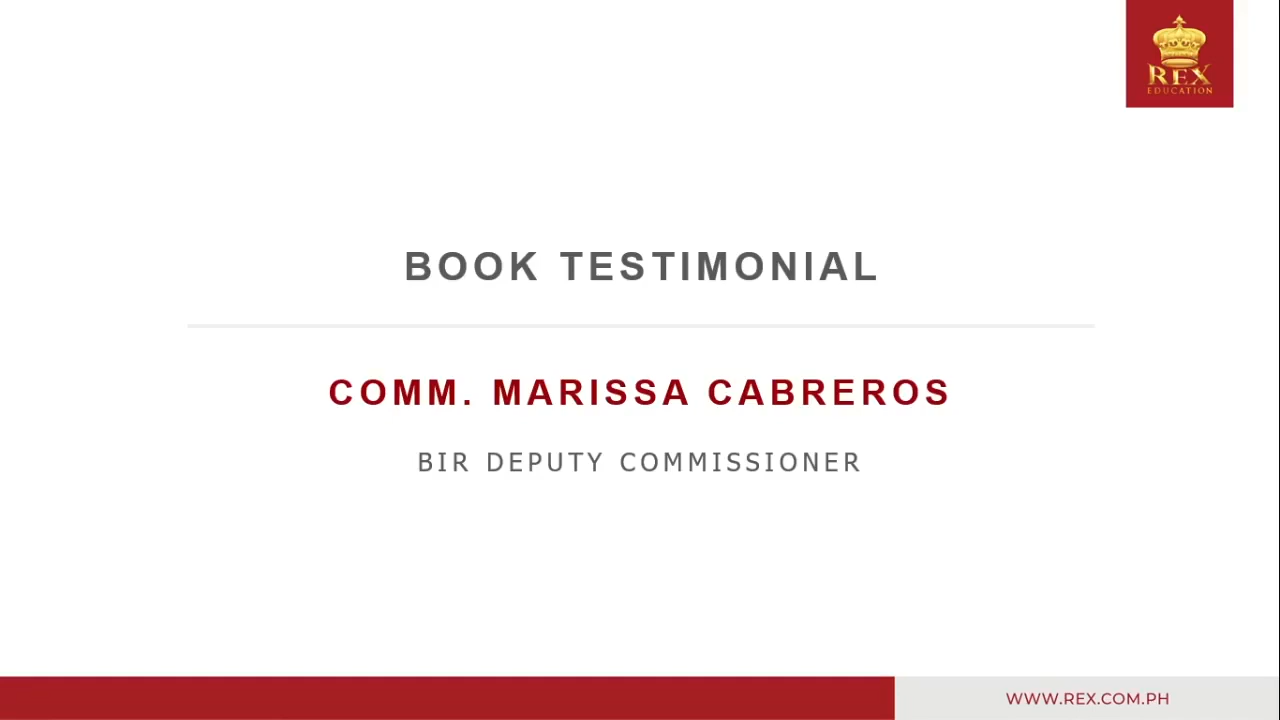 REX
EDUCATION
BOOK TESTIMONIAL
COMM. MARISSA CABREROS
BIR DEPUTY COMMISSIONER
WWW.REX.COM.PH